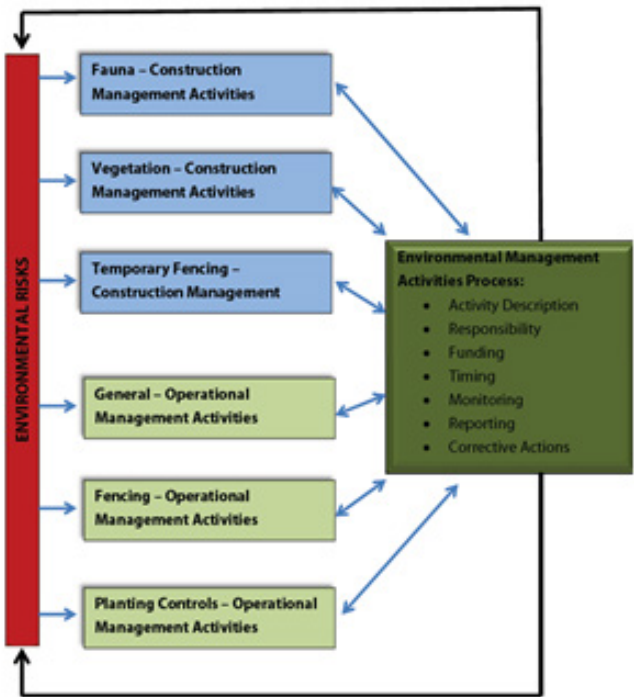 ENVIRONMENTAL RISKS
Fauna – Construction
Management Activities
Vegetation – Construction
Management Activities
Temporary Fencing –
Construction Management
General – Operational
Management Activities
Fencing – Operational
Management Activities
Planting Controls – Operational
Management Activities
Environmental Management
Activities Process:
• Activity Description
• Responsibility
• Funding
• Timing
• Monitoring
• Reporting
• Corrective Actions